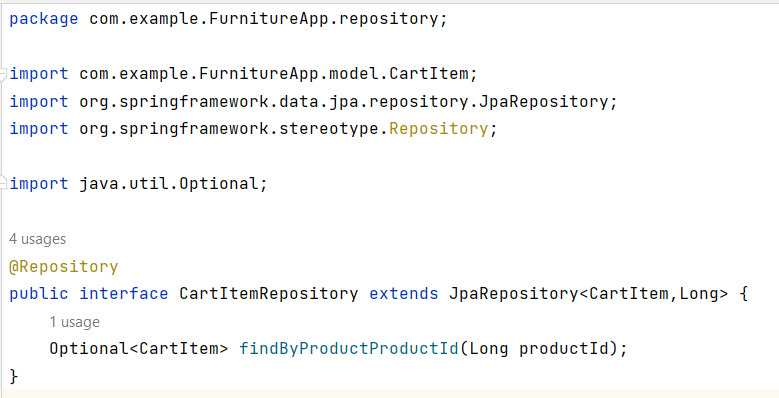 package com.example.FurnitureApp.repository;
import com.example.FurnitureApp.model.CartItem;
import org.springframework.data.jpa.repository.JpaRepository;
import org.springframework.stereotype.Repository;
import java.util.Optional;
4 usages
@Repository
public interface CartItemRepository extends JpaRepository<CartItem,Long> {
1 usage
Optional<CartItem> findByProductProductId(Long productId);
}